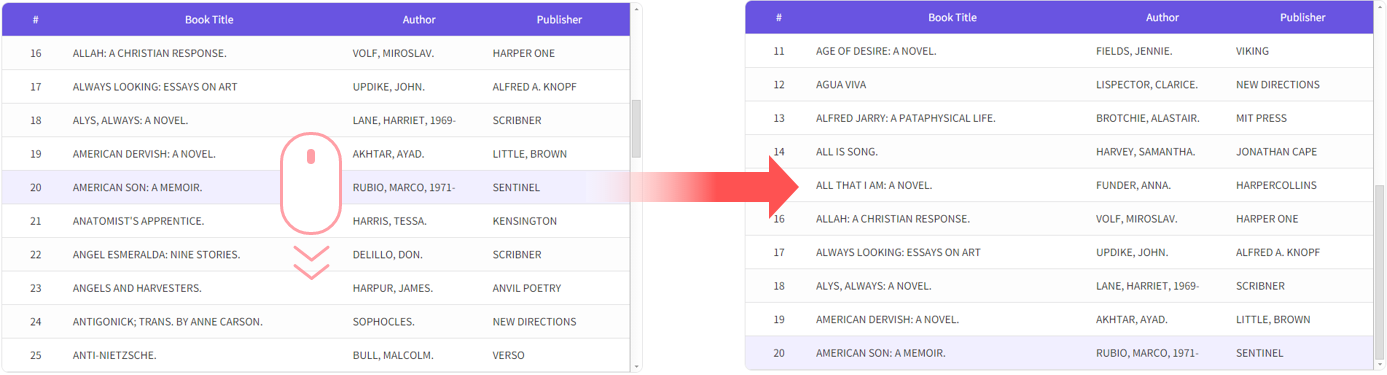 # Book Title Author Publisher
16 ALLAH: A CHRISTIAN RESPONSE. VOLF, MIROSLAV. HARPER ONE
17 ALWAYS LOOKING: ESSAYS ON ART UPDIKE, JOHN. ALFRED A. KNOPF
18 ALYS, ALWAYS: A NOVEL. LANE, HARRIET, 1969- SCRIBNER
19 AMERICAN DERVISH: A NOVEL. AKHTAR, AYAD. LITTLE, BROWN
20 AMERICAN SON: A MEMOIR. RUBIO, MARCO, 1971- SENTINEL
21 ANATOMIST'S APPRENTICE. HARRIS, TESSA. KENSINGTON
22 ANGEL ESMERALDA: NINE STORIES. DELILLO, DON. SCRIBNER
23 ANGELS AND HARVESTERS. HARPUR, JAMES. ANVIL POETRY
24 ANTIGONICK; TRANS. BY ANNE CARSON. SOPHOCLES. NEW DIRECTIONS
25 ANTI-NIETZSCHE. BULL, MALCOLM. VERSO
# Book Title Author Publisher
11 AGE OF DESIRE: A NOVEL. FIELDS, JENNIE. VIKING
12 AGUA VIVA LISPECTOR, CLARICE. NEW DIRECTIONS
13 ALFRED JARRY: A PATAPHYSICAL LIFE. BROTCHIE, ALASTAIR. MIT PRESS
14 ALL IS SONG. HARVEY, SAMANTHA. JONATHAN CAPE
ALL THAT I AM: A NOVEL. FUNDER, ANNA. HARPERCOLLINS
16 ALLAH: A CHRISTIAN RESPONSE. VOLF, MIROSLAV. HARPER ONE
17 ALWAYS LOOKING: ESSAYS ON ART UPDIKE, JOHN. ALFRED A. KNOPF
18 ALYS, ALWAYS: A NOVEL. LANE, HARRIET, 1969- SCRIBNER
19 AMERICAN DERVISH: A NOVEL. AKHTAR, AYAD. LITTLE, BROWN
20 AMERICAN SON: A MEMOIR. RUBIO, MARCO, 1971- SENTINEL